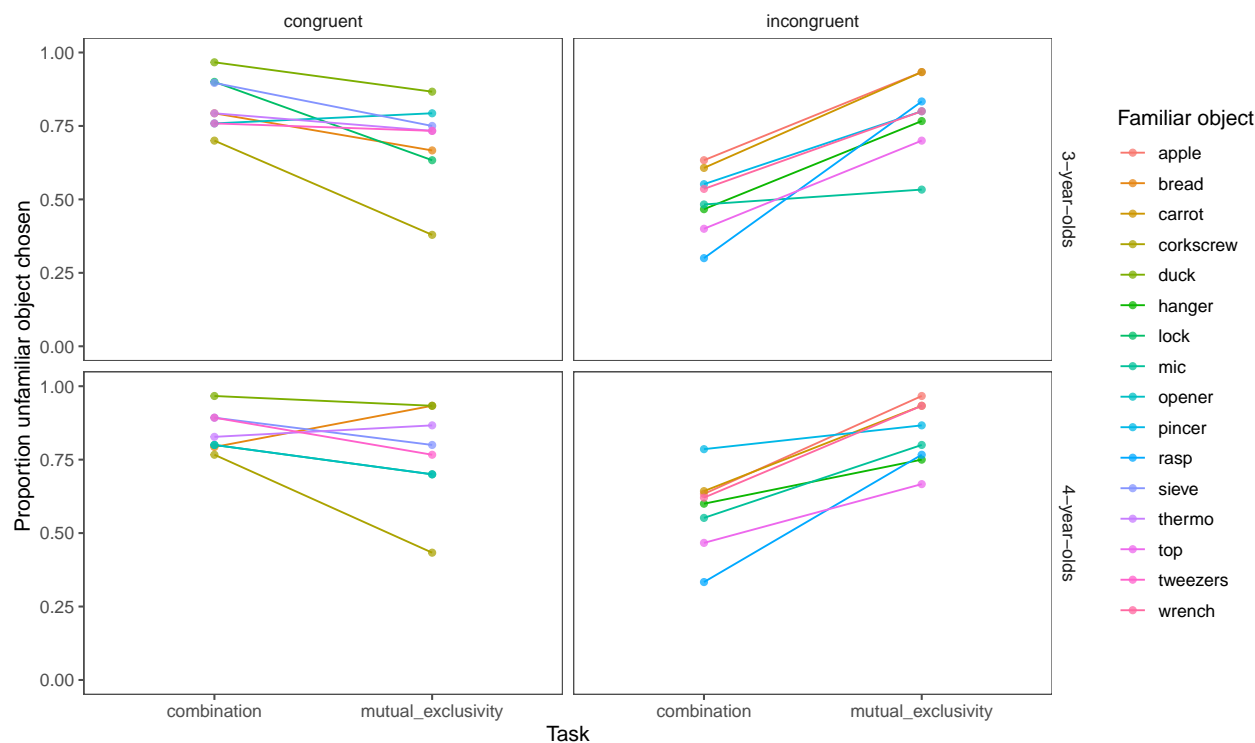 congruent
incongruent
1.00
0.75
0.50
0.25
0.00
3−year−olds
1.00
0.75
0.50
0.25
0.00
4−year−olds
Proportion unfamiliar object chosen
combination
mutual_exclusivity
combination
mutual_exclusivity
Task
Familiar object
apple
bread
carrot
corkscrew
duck
hanger
lock
mic
opener
pincer
rasp
sieve
thermo
top
tweezers
wrench